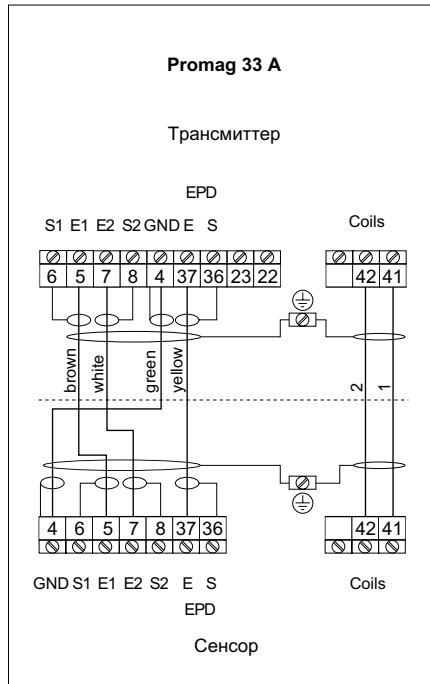 Promag 33 A
Трансмиттер
EPD
S1 E1 E2 S2 GND E S
Coils
6 5 7 8 4 37 36 23 22
42 41
brown
white
green
yellow
2
1
4 6 5 7 8 37 36
42 41
GND S1 E1 E2 S2 E S
Coils
EPD
Сенсор